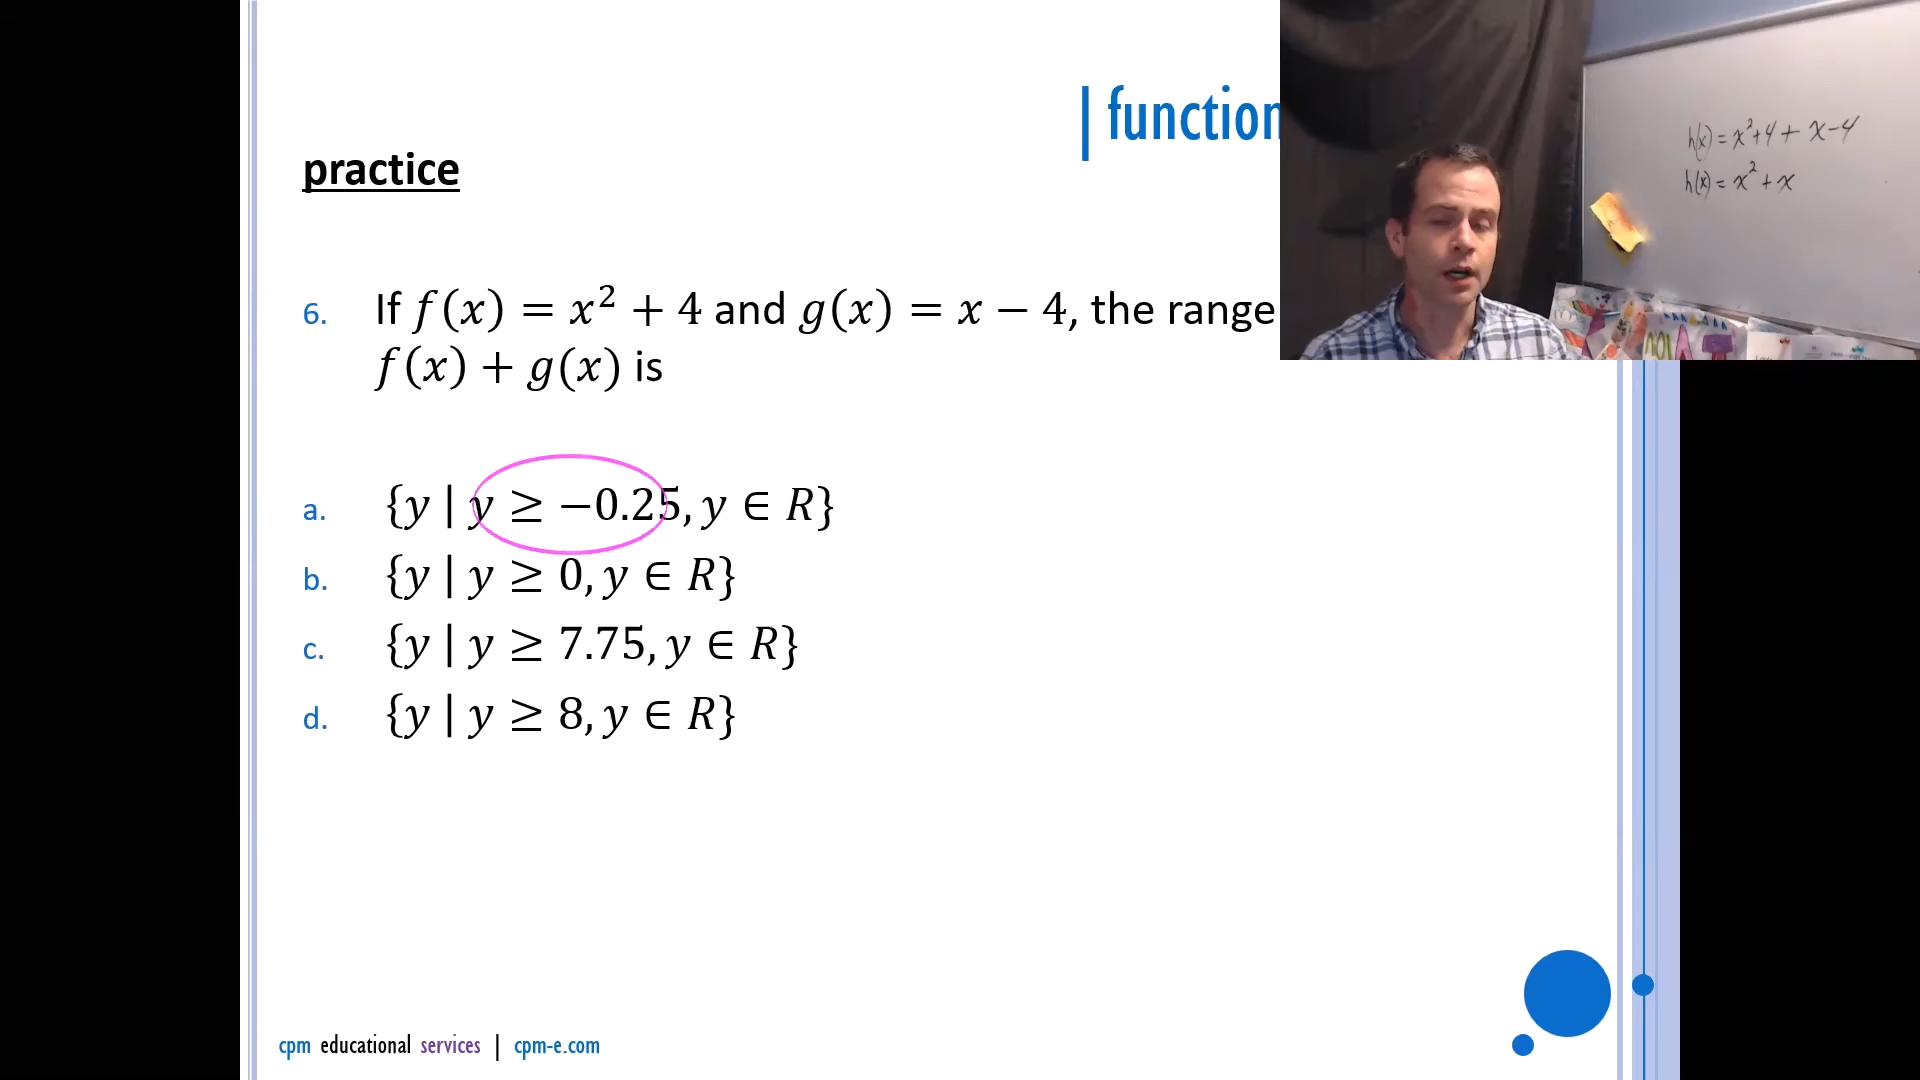 | function
practice
6. If f(x) = x² + 4 and g(x) = x − 4, the range
f(x) + g(x) is
a. {y | y ≥ −0.25, y ∈ R}
b. {y | y ≥ 0, y ∈ R}
c. {y | y ≥ 7.75, y ∈ R}
d. {y | y ≥ 8, y ∈ R}
cpm educational services | cpm-e.com
h(x) = x²+4 + x−4
h(x) = x² + x